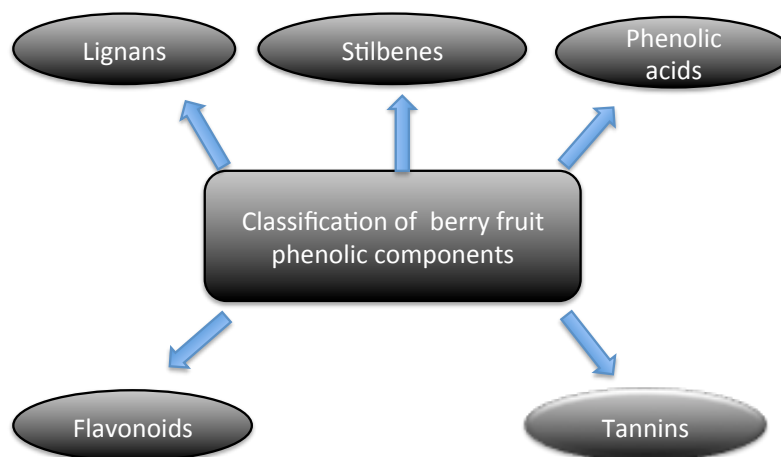 Lignans
Stilbenes
Phenolic
acids
Classification of berry fruit
phenolic components
Flavonoids
Tannins